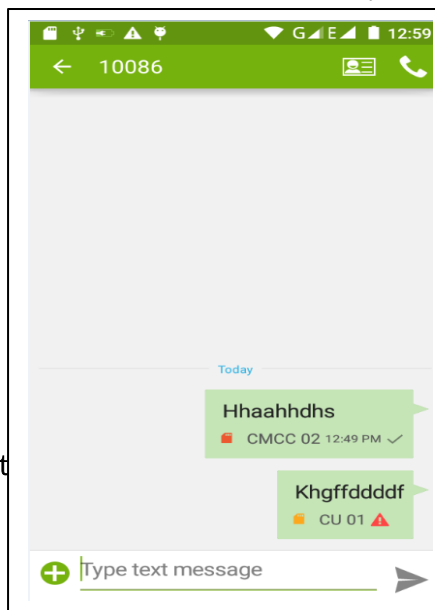 G E 12:59
10086
Today
Hhaahhdhs
CMCC 02 12:49 PM
t
Khgffddddf
CU 01
Type text message